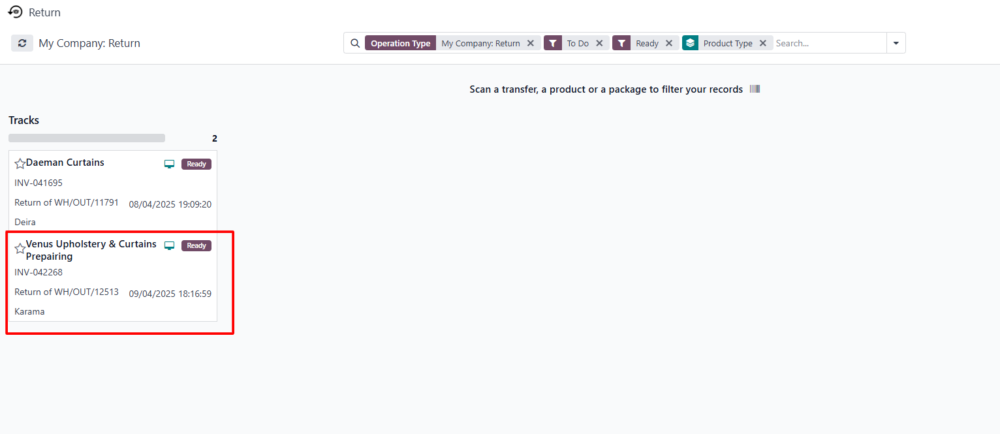 Return
My Company: Return
Operation Type My Company: Return To Do Ready Product Type Search...
Scan a transfer, a product or a package to filter your records
Tracks
2
Daeman Curtains Ready
INV-041695
Return of WH/OUT/11791 08/04/2025 19:09:20
Deira
Venus Upholstery & Curtains Ready
Prepairing
INV-042268
Return of WH/OUT/12513 09/04/2025 18:16:59
Karama